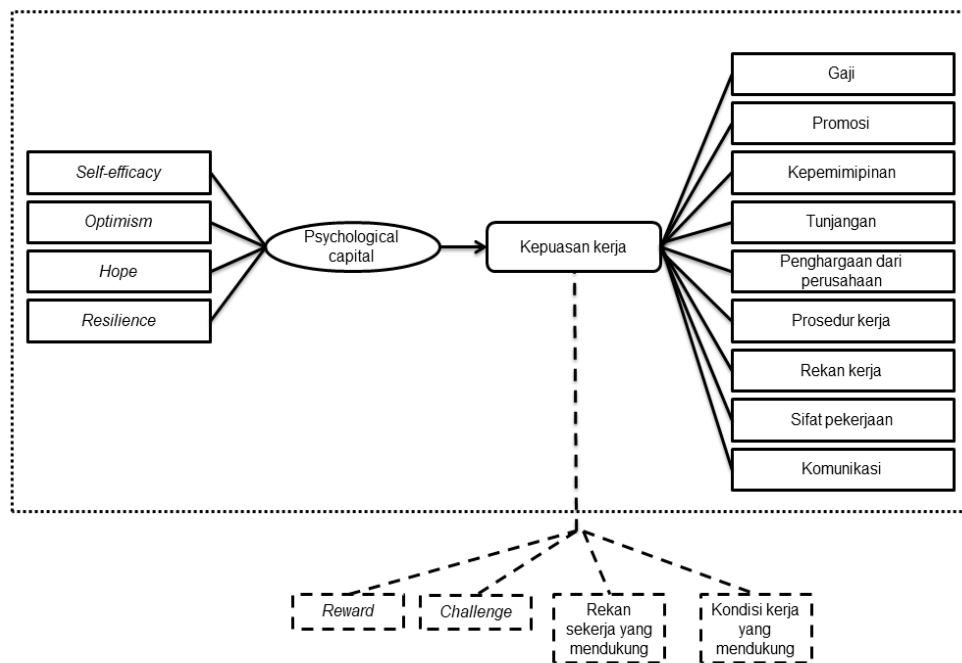 Self-efficacy
Optimism
Hope
Resilience
Psychological
capital
Kepuasan kerja
Gaji
Promosi
Kepemimipinan
Tunjangan
Penghargaan dari
perusahaan
Prosedur kerja
Rekan kerja
Sifat pekerjaan
Komunikasi
Reward
Challenge
Rekan
sekerja yang
mendukung
Kondisi kerja
yang
mendukung